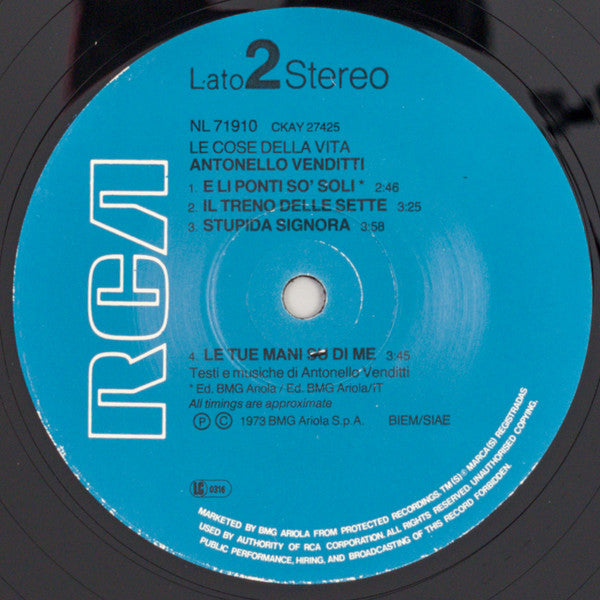 Lato 2 Stereo
NL 71910 CKAY 27425
LE COSE DELLA VITA
ANTONELLO VENDITTI
1. E LI PONTI SO' SOLI * 2:46
2. IL TRENO DELLE SETTE 3:25
3. STUPIDA SIGNORA 3:58
RCA
4. LE TUE MANI SU DI ME 3:45
Testi e musiche di Antonello Venditti
* Ed. BMG Ariola / Ed. BMG Ariola/IT
All timings are approximate
Ⓟ © 1973 BMG Ariola S.p.A. BIEM/SIAE
LC 0316
MARKETED BY BMG ARIOLA FROM PROTECTED RECORDINGS. TM(S)® MARCA(S) REGISTRADAS
USED BY AUTHORITY OF RCA CORPORATION. ALL RIGHTS RESERVED. UNAUTHORISED COPYING,
PUBLIC PERFORMANCE, HIRING, AND BROADCASTING OF THIS RECORD FORBIDDEN.